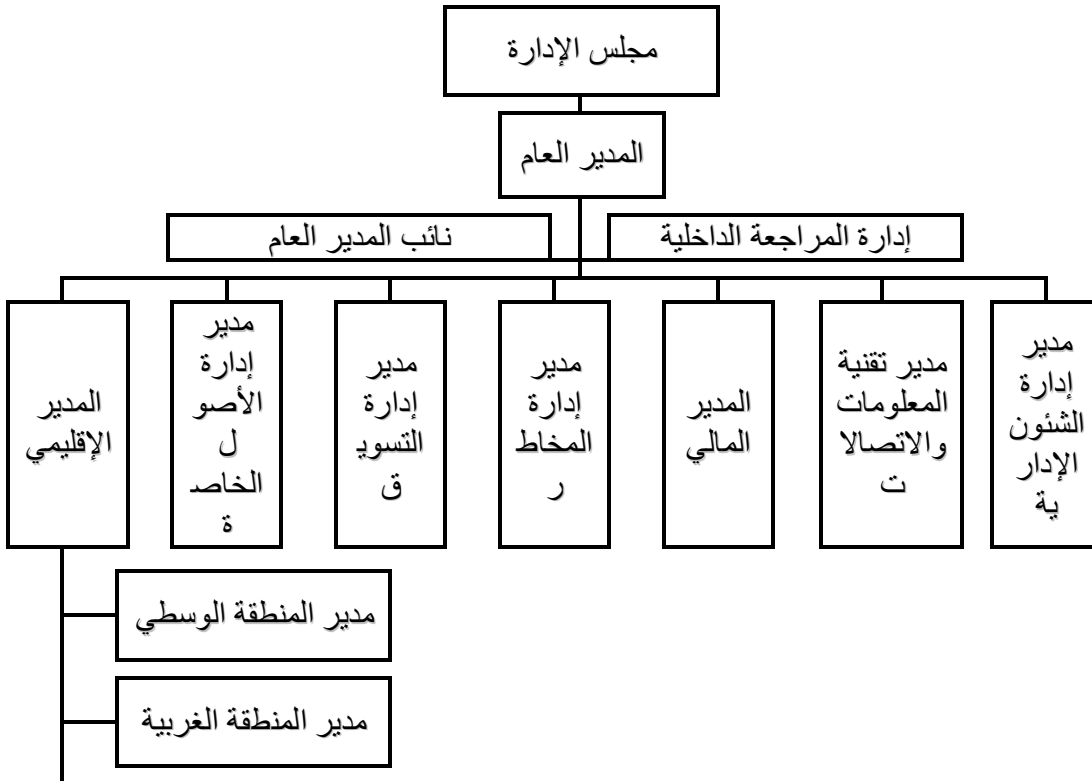 مجلس الإدارة
المدير العام
إدارة المراجعة الداخلية
نائب المدير العام
مدير
إدارة
الشئون
الإدار
ية
مدير تقنية
المعلومات
والاتصالا
ت
المدير
المالي
مدير
إدارة
المخاط
ر
مدير
إدارة
التسوي
ق
مدير
إدارة
الأصو
ل
الخاص
ة
المدير
الإقليمي
مدير المنطقة الوسطي
مدير المنطقة الغربية